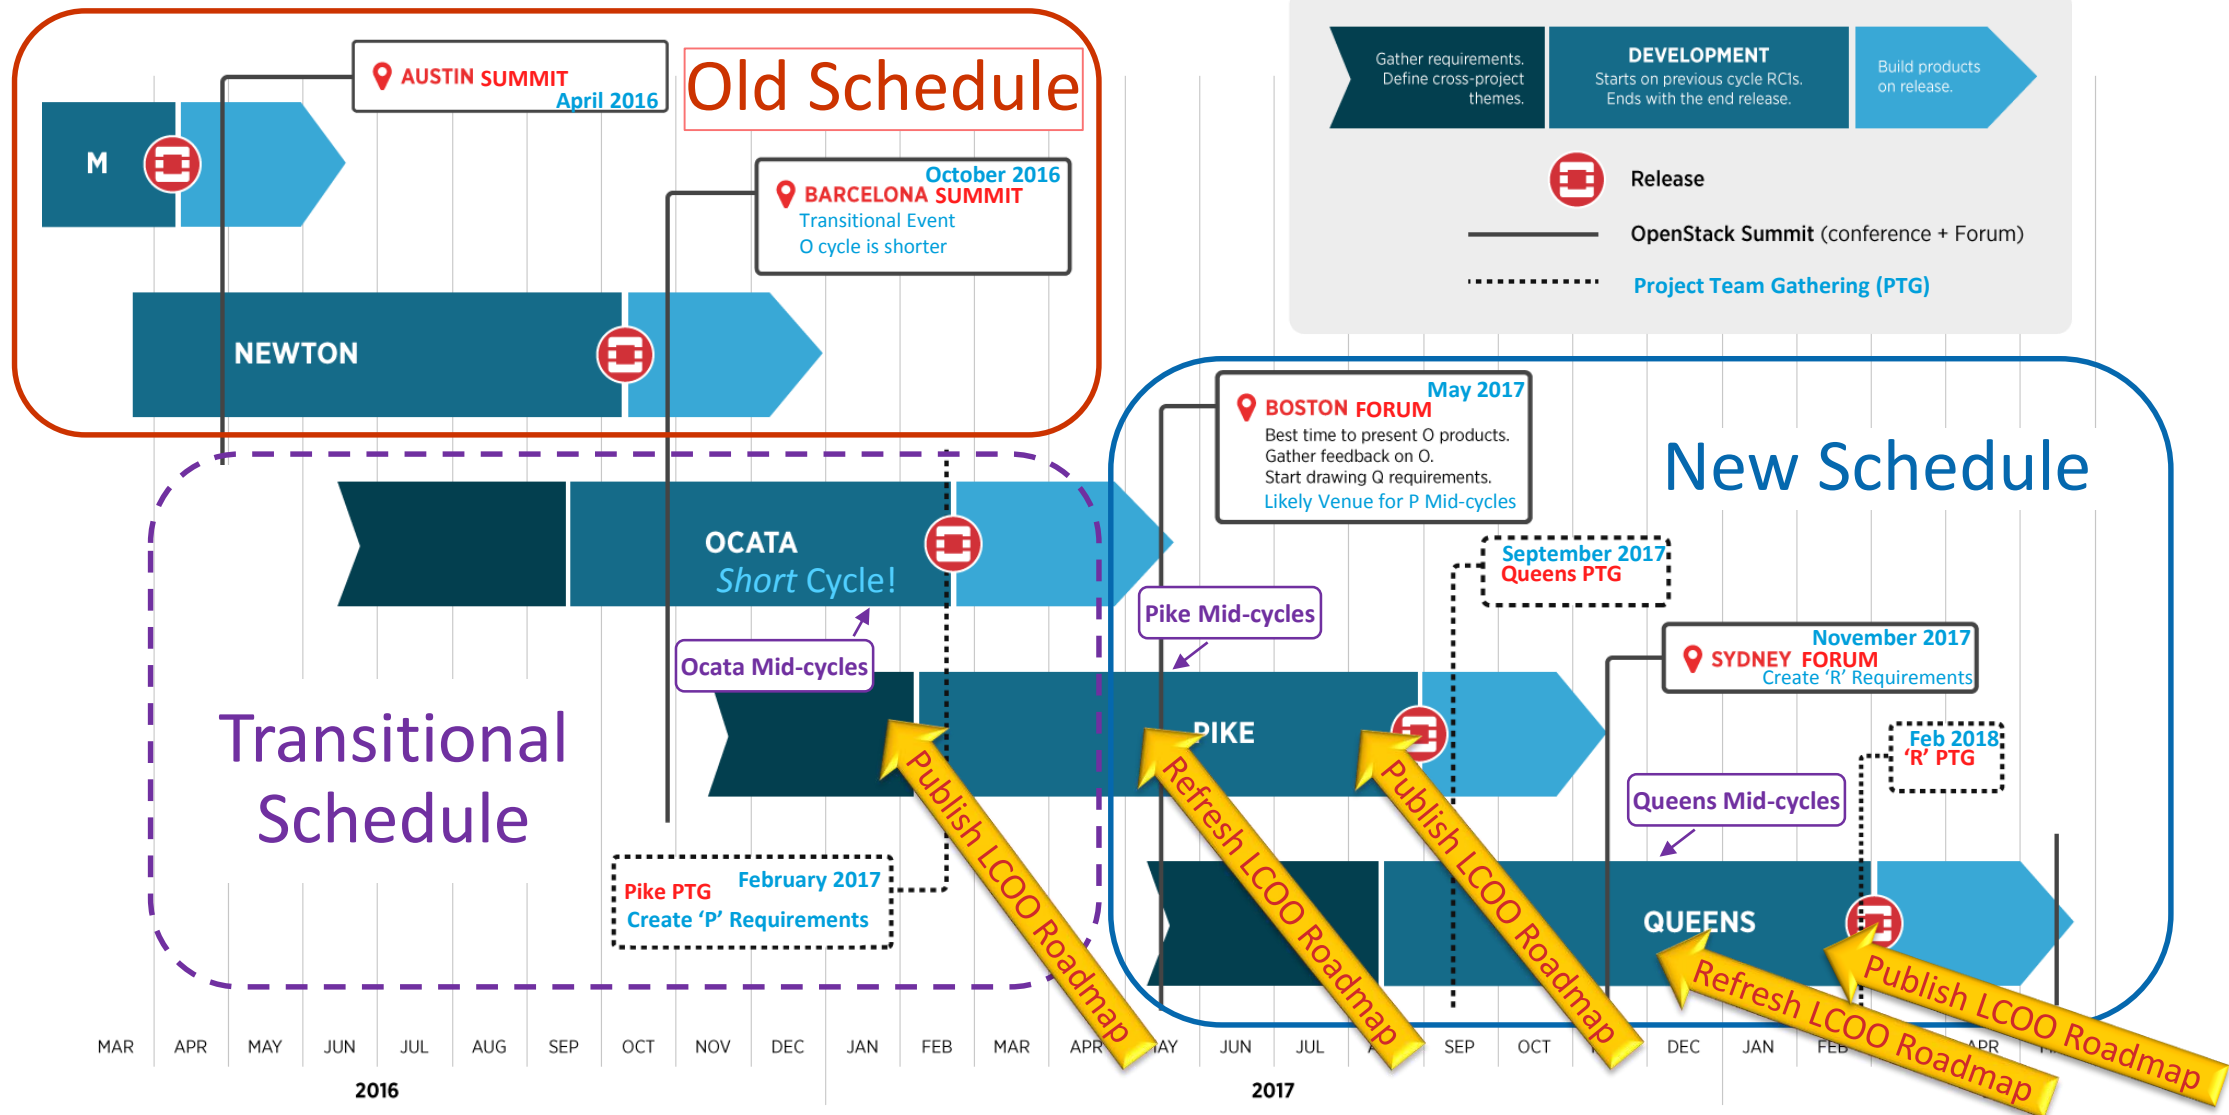 AUSTIN SUMMIT
April 2016
Old Schedule
M
October 2016
BARCELONA SUMMIT
Transitional Event
O cycle is shorter
NEWTON
Gather requirements.
Define cross-project
themes.
DEVELOPMENT
Starts on previous cycle RC1s.
Ends with the end release.
Build products
on release.
Release
OpenStack Summit (conference + Forum)
Project Team Gathering (PTG)
May 2017
BOSTON FORUM
Best time to present O products.
Gather feedback on O.
Start drawing Q requirements.
Likely Venue for P Mid-cycles
New Schedule
OCATA
Short Cycle!
September 2017
Queens PTG
Pike Mid-cycles
Ocata Mid-cycles
November 2017
SYDNEY FORUM
Create ‘R’ Requirements
Transitional
Schedule
PIKE
Feb 2018
‘R’ PTG
Queens Mid-cycles
Pike PTG February 2017
Create ‘P’ Requirements
QUEENS
Publish LCOO Roadmap
Refresh LCOO Roadmap
Publish LCOO Roadmap
Refresh LCOO Roadmap
Publish LCOO Roadmap
MAR APR MAY JUN JUL AUG SEP OCT NOV DEC JAN FEB MAR APR MAY JUN JUL SEP OCT DEC JAN FEB APR
2016 2017